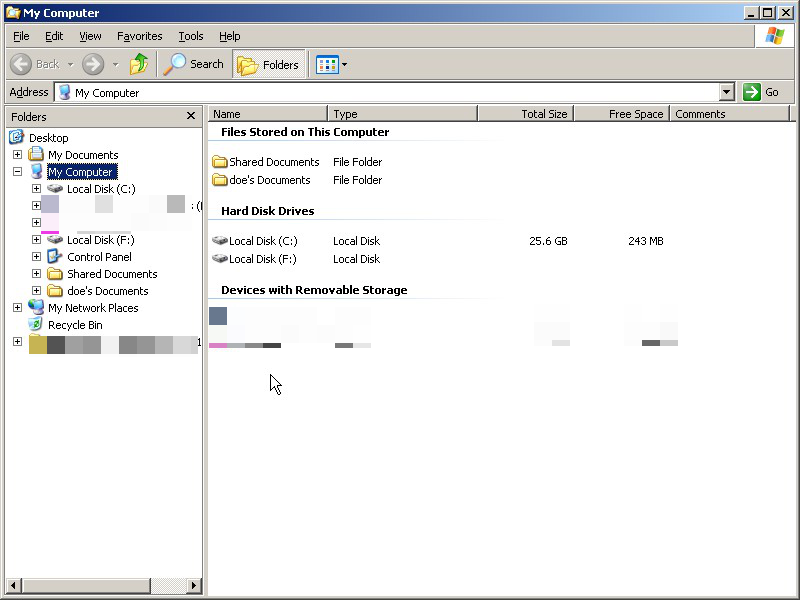 My Computer
File Edit View Favorites Tools Help
Back Search Folders
Address My Computer Go
Folders
Desktop
My Documents
My Computer
Local Disk (C:)
Local Disk (F:)
Control Panel
Shared Documents
doe's Documents
My Network Places
Recycle Bin
Name Type Total Size Free Space Comments
Files Stored on This Computer
Shared Documents File Folder
doe's Documents File Folder
Hard Disk Drives
Local Disk (C:) Local Disk 25.6 GB 243 MB
Local Disk (F:) Local Disk
Devices with Removable Storage